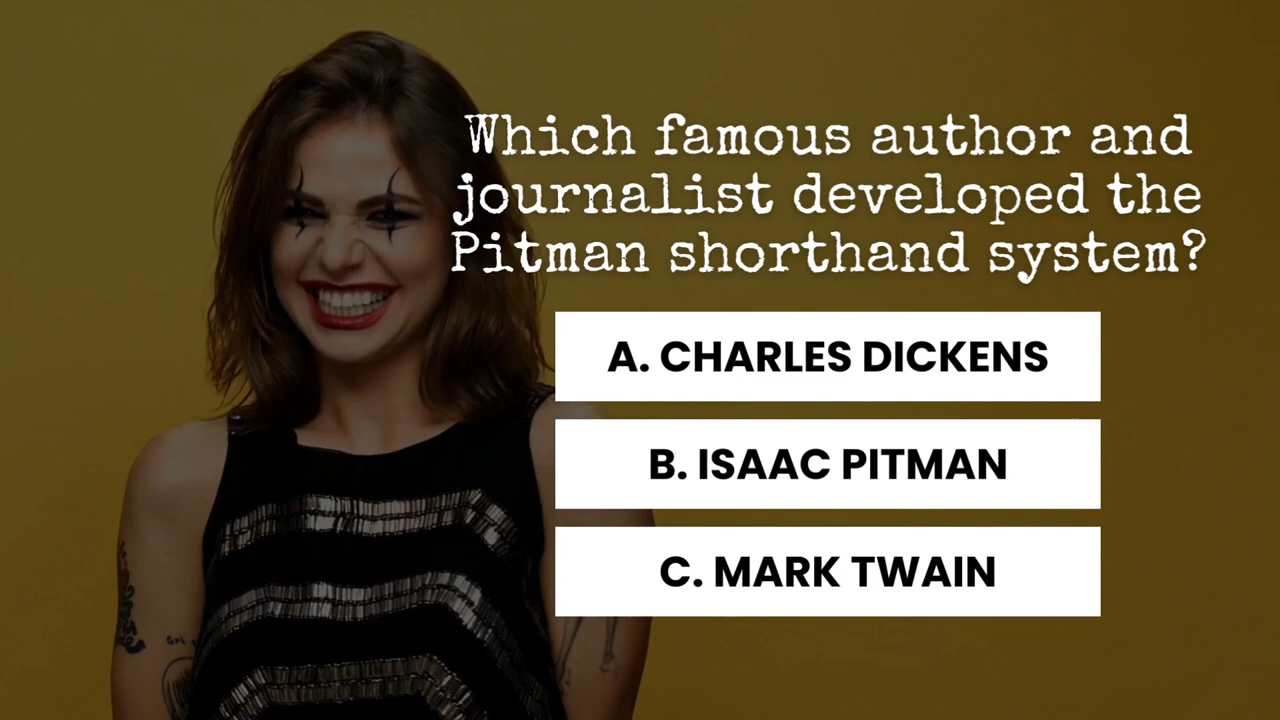 Which famous author and
journalist developed the
Pitman shorthand system?
A. CHARLES DICKENS
B. ISAAC PITMAN
C. MARK TWAIN